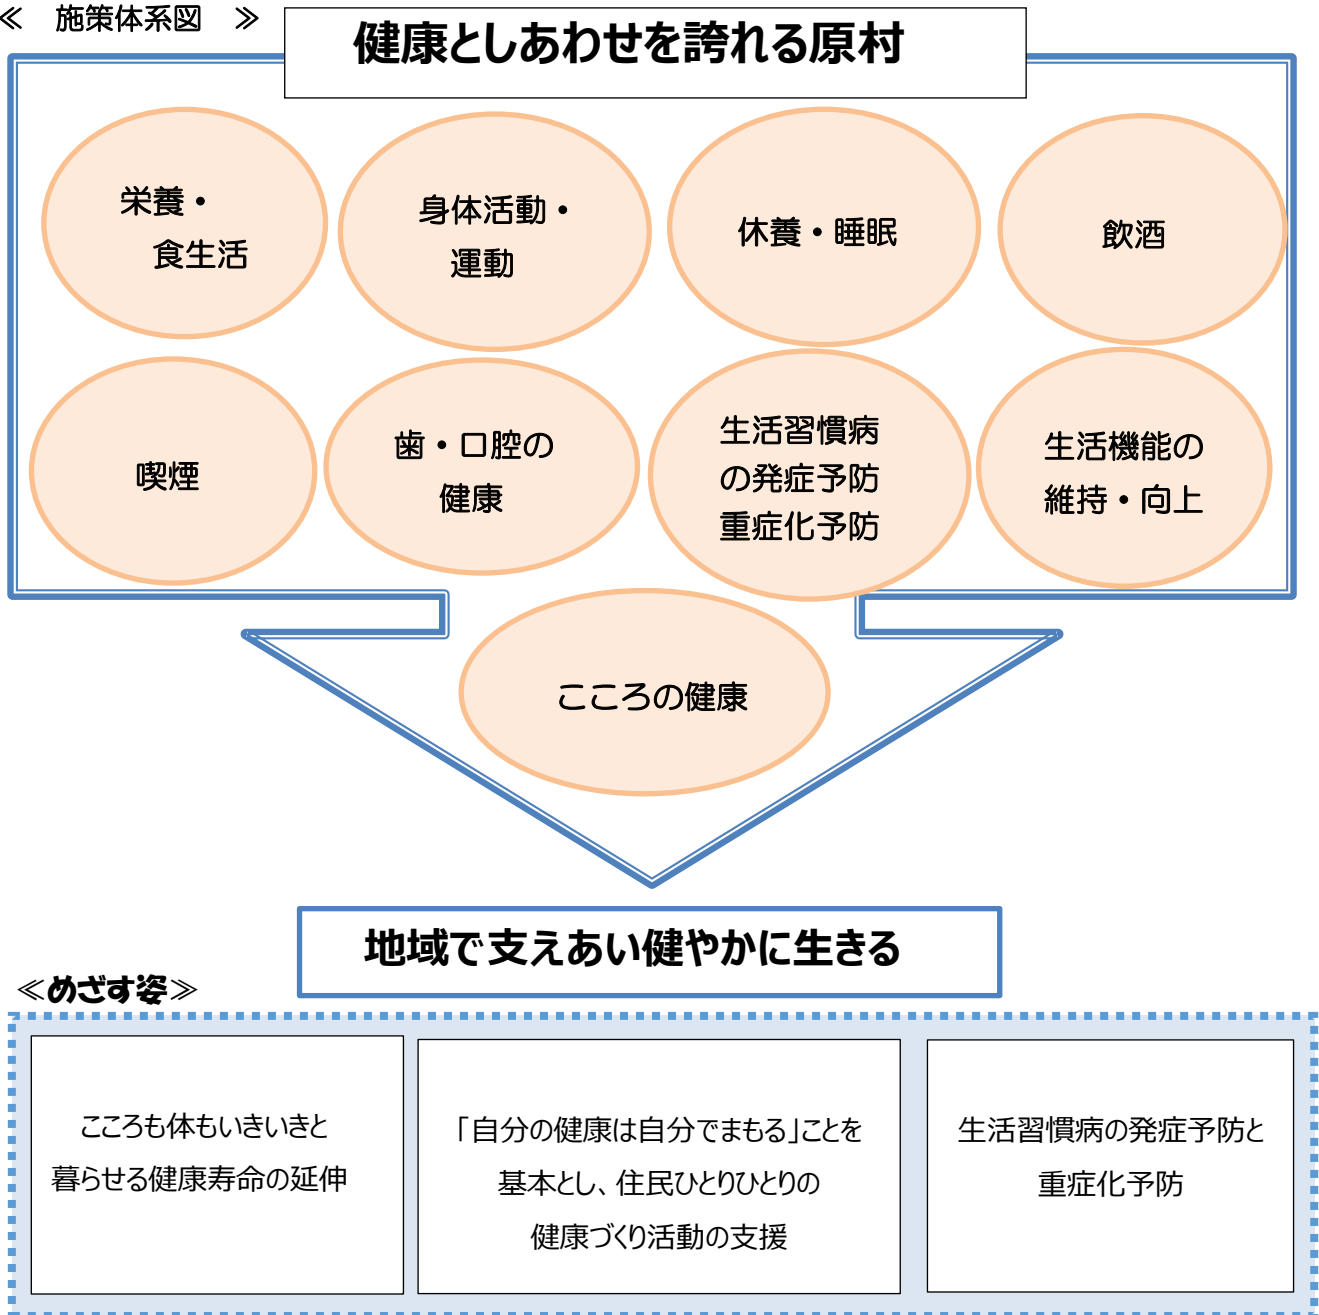 ≪ 施策体系図 ≫
健康としあわせを誇れる原村
栄養・
食生活
身体活動・
運動
休養・睡眠
飲酒
喫煙
歯・口腔の
健康
生活習慣病
の発症予防
重症化予防
生活機能の
維持・向上
こころの健康
地域で支えあい健やかに生きる
≪めざす姿≫
こころも体もいきいきと
暮らせる健康寿命の延伸
「自分の健康は自分でまもる」ことを
基本とし、住民ひとりひとりの
健康づくり活動の支援
生活習慣病の発症予防と
重症化予防